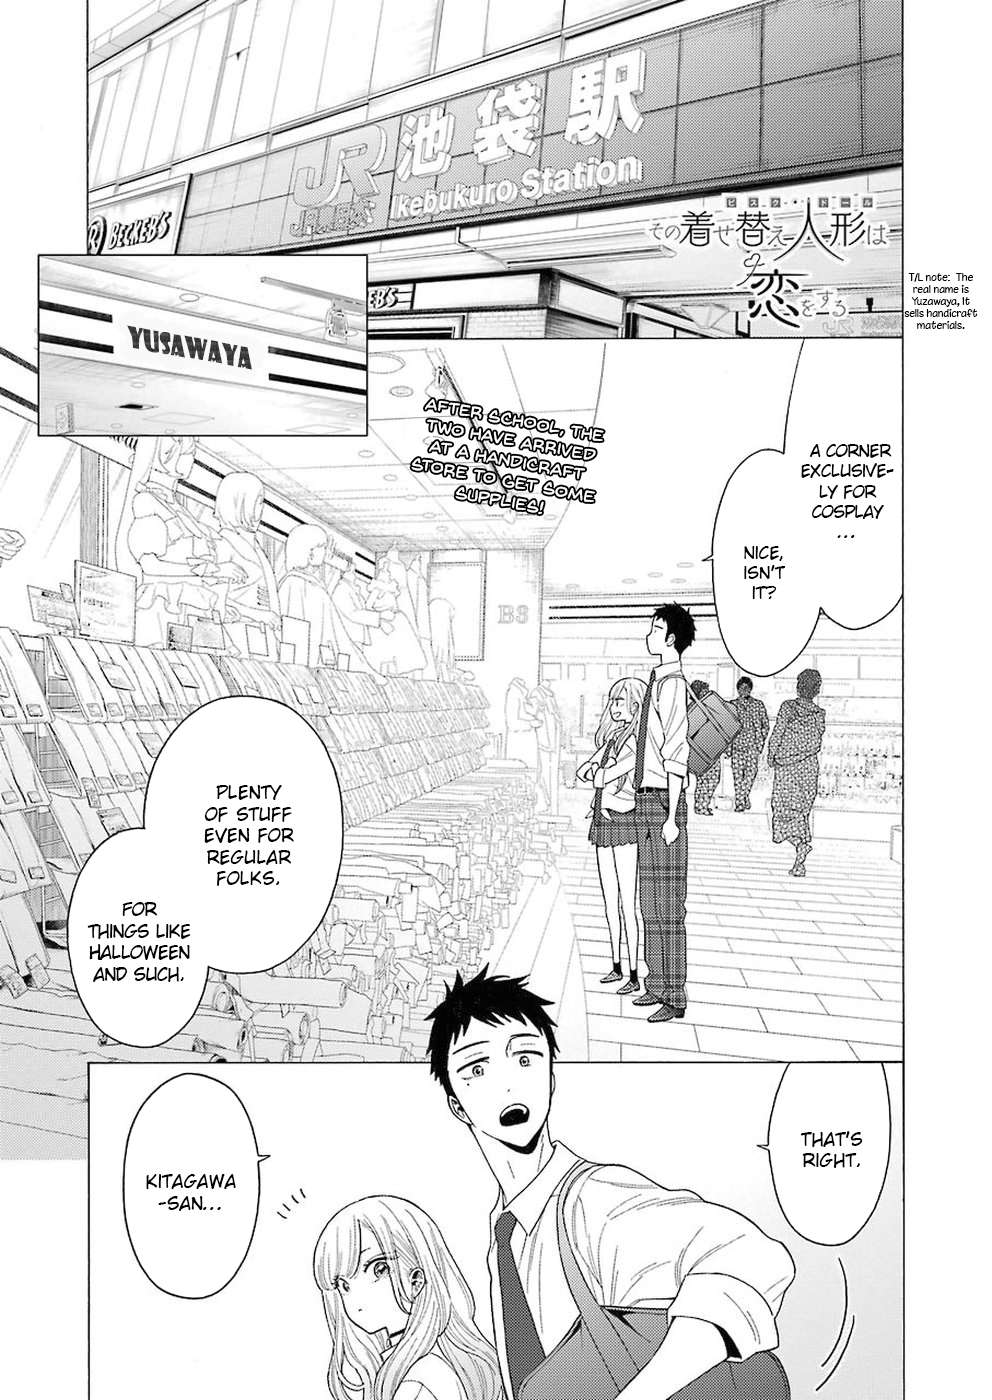 JR 池袋駅
Ikebukuro Station
BECKER'S
ビスク・ドール
その着せ替え人形は
恋をする
T/L note: The
real name is
Yuzawaya, It
sells handicraft
materials.
YUSAWAYA
AFTER SCHOOL, THE
TWO HAVE ARRIVED
AT A HANDICRAFT
STORE TO GET SOME
SUPPLIES!
A CORNER
EXCLUSIVE-
LY FOR
COSPLAY
...
NICE,
ISN'T
IT?
B8
PLENTY
OF STUFF
EVEN FOR
REGULAR
FOLKS.
FOR
THINGS LIKE
HALLOWEEN
AND SUCH.
THAT'S
RIGHT.
KITAGAWA
-SAN...